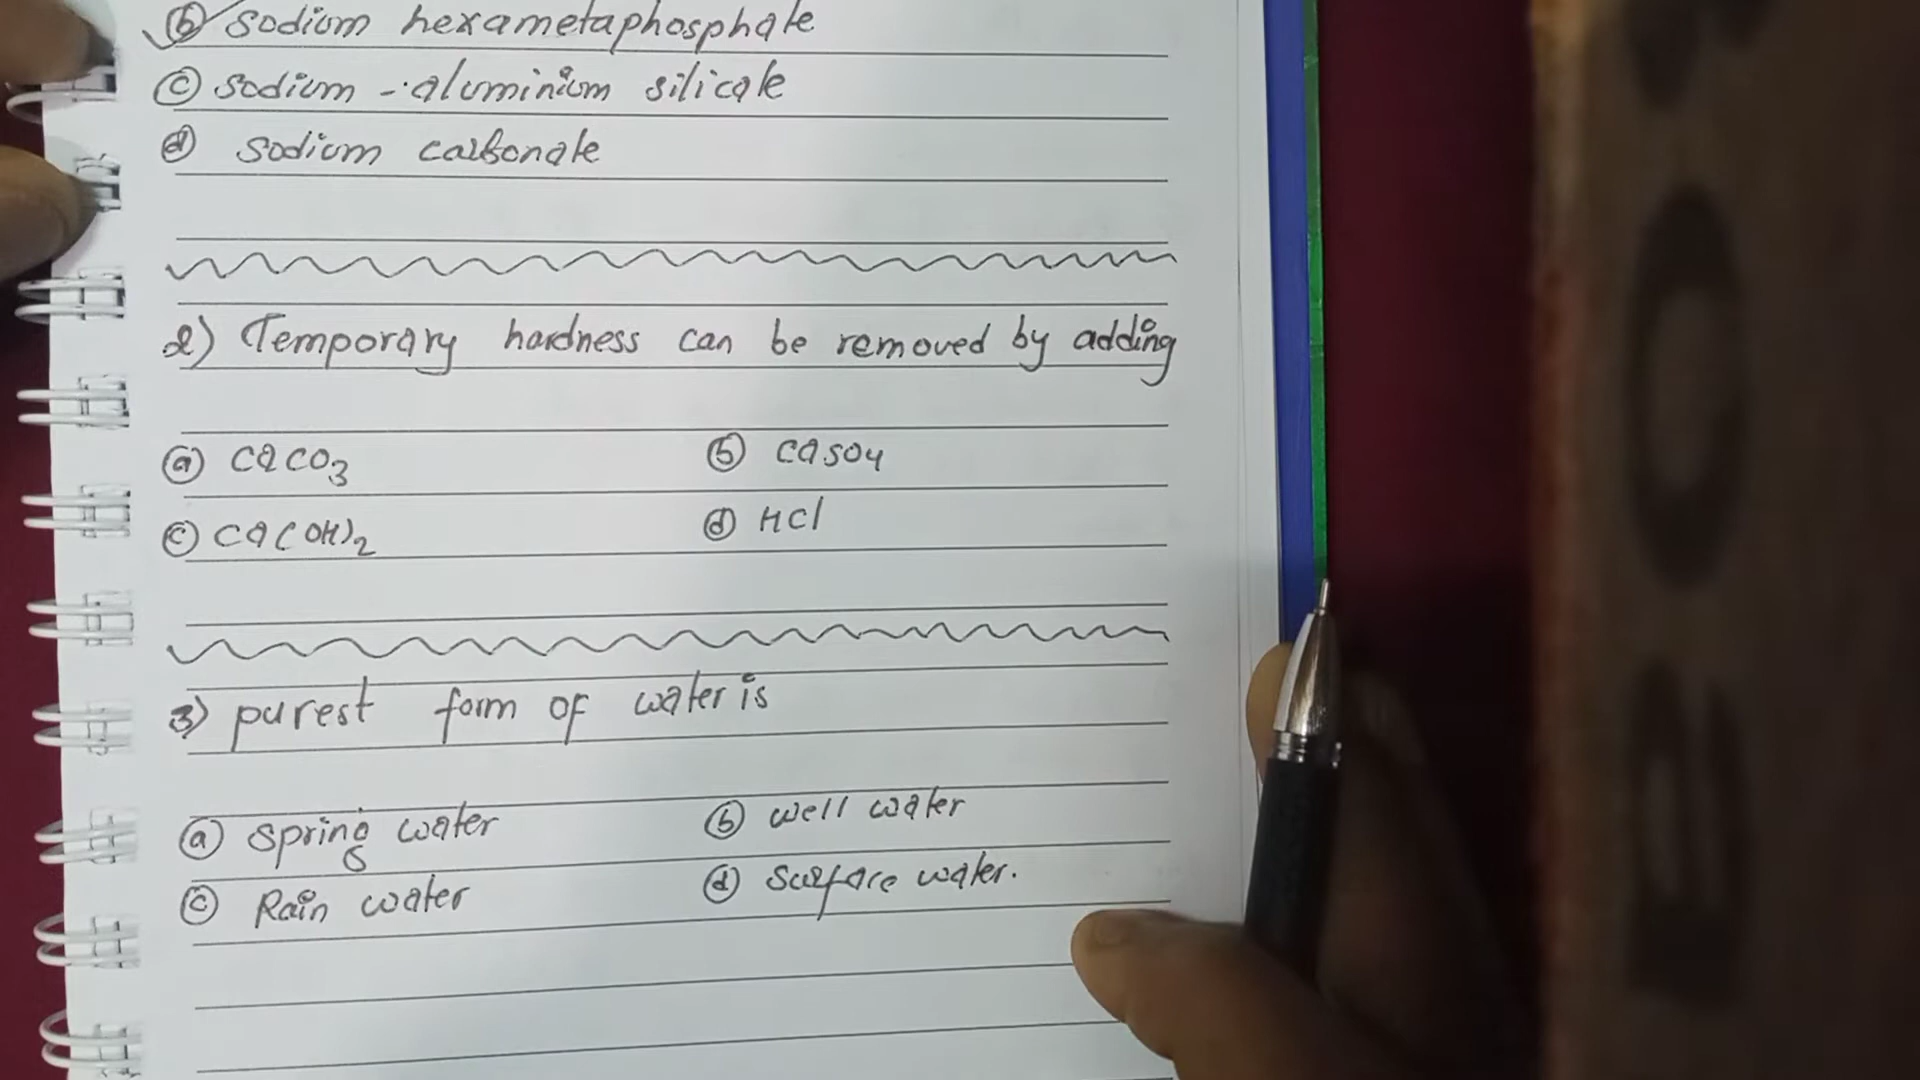 (b) sodium hexametaphosphate
(c) sodium - aluminium silicate
(d) sodium carbonate
2) Temporary hardness can be removed by adding
(a) CaCO3 (b) CaSO4
(c) Ca(OH)2 (d) HCl
3) purest form of water is
(a) Spring water (b) well water
(c) Rain water (d) Surface water.